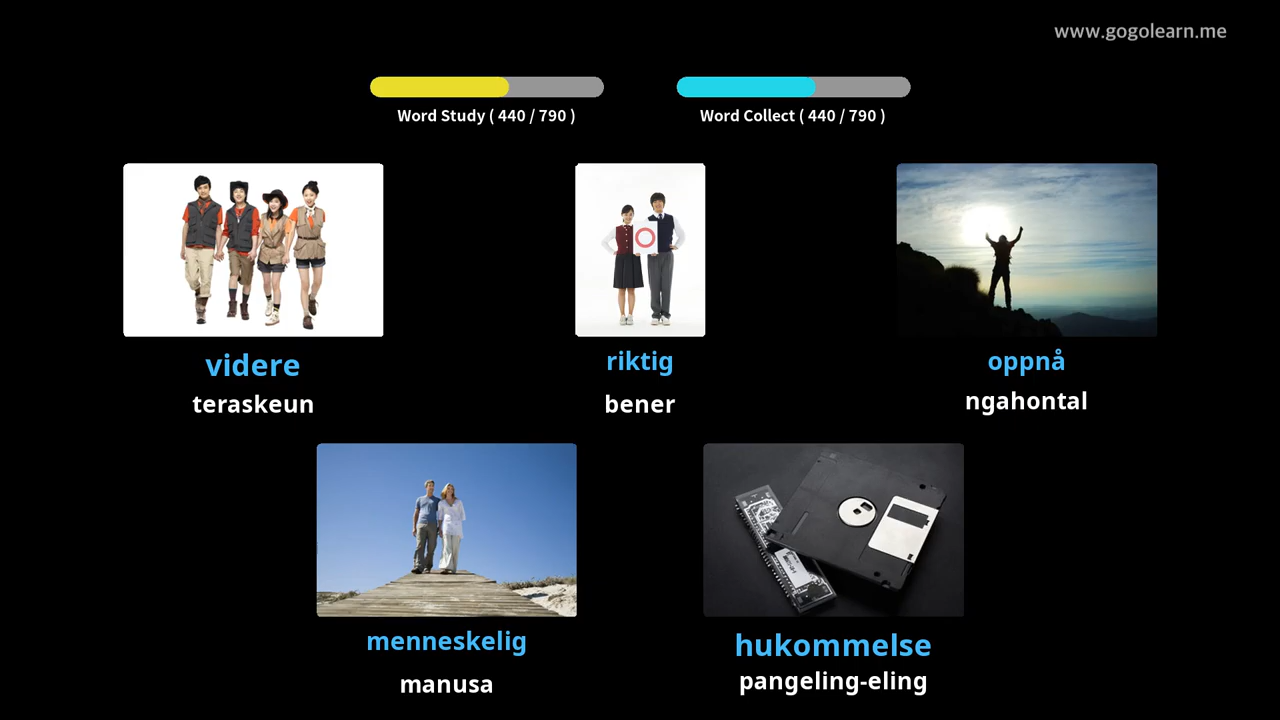 www.gogolearn.me
Word Study ( 440 / 790 )
Word Collect ( 440 / 790 )
videre
teraskeun
riktig
bener
oppnå
ngahontal
menneskelig
manusa
hukommelse
pangeling-eling